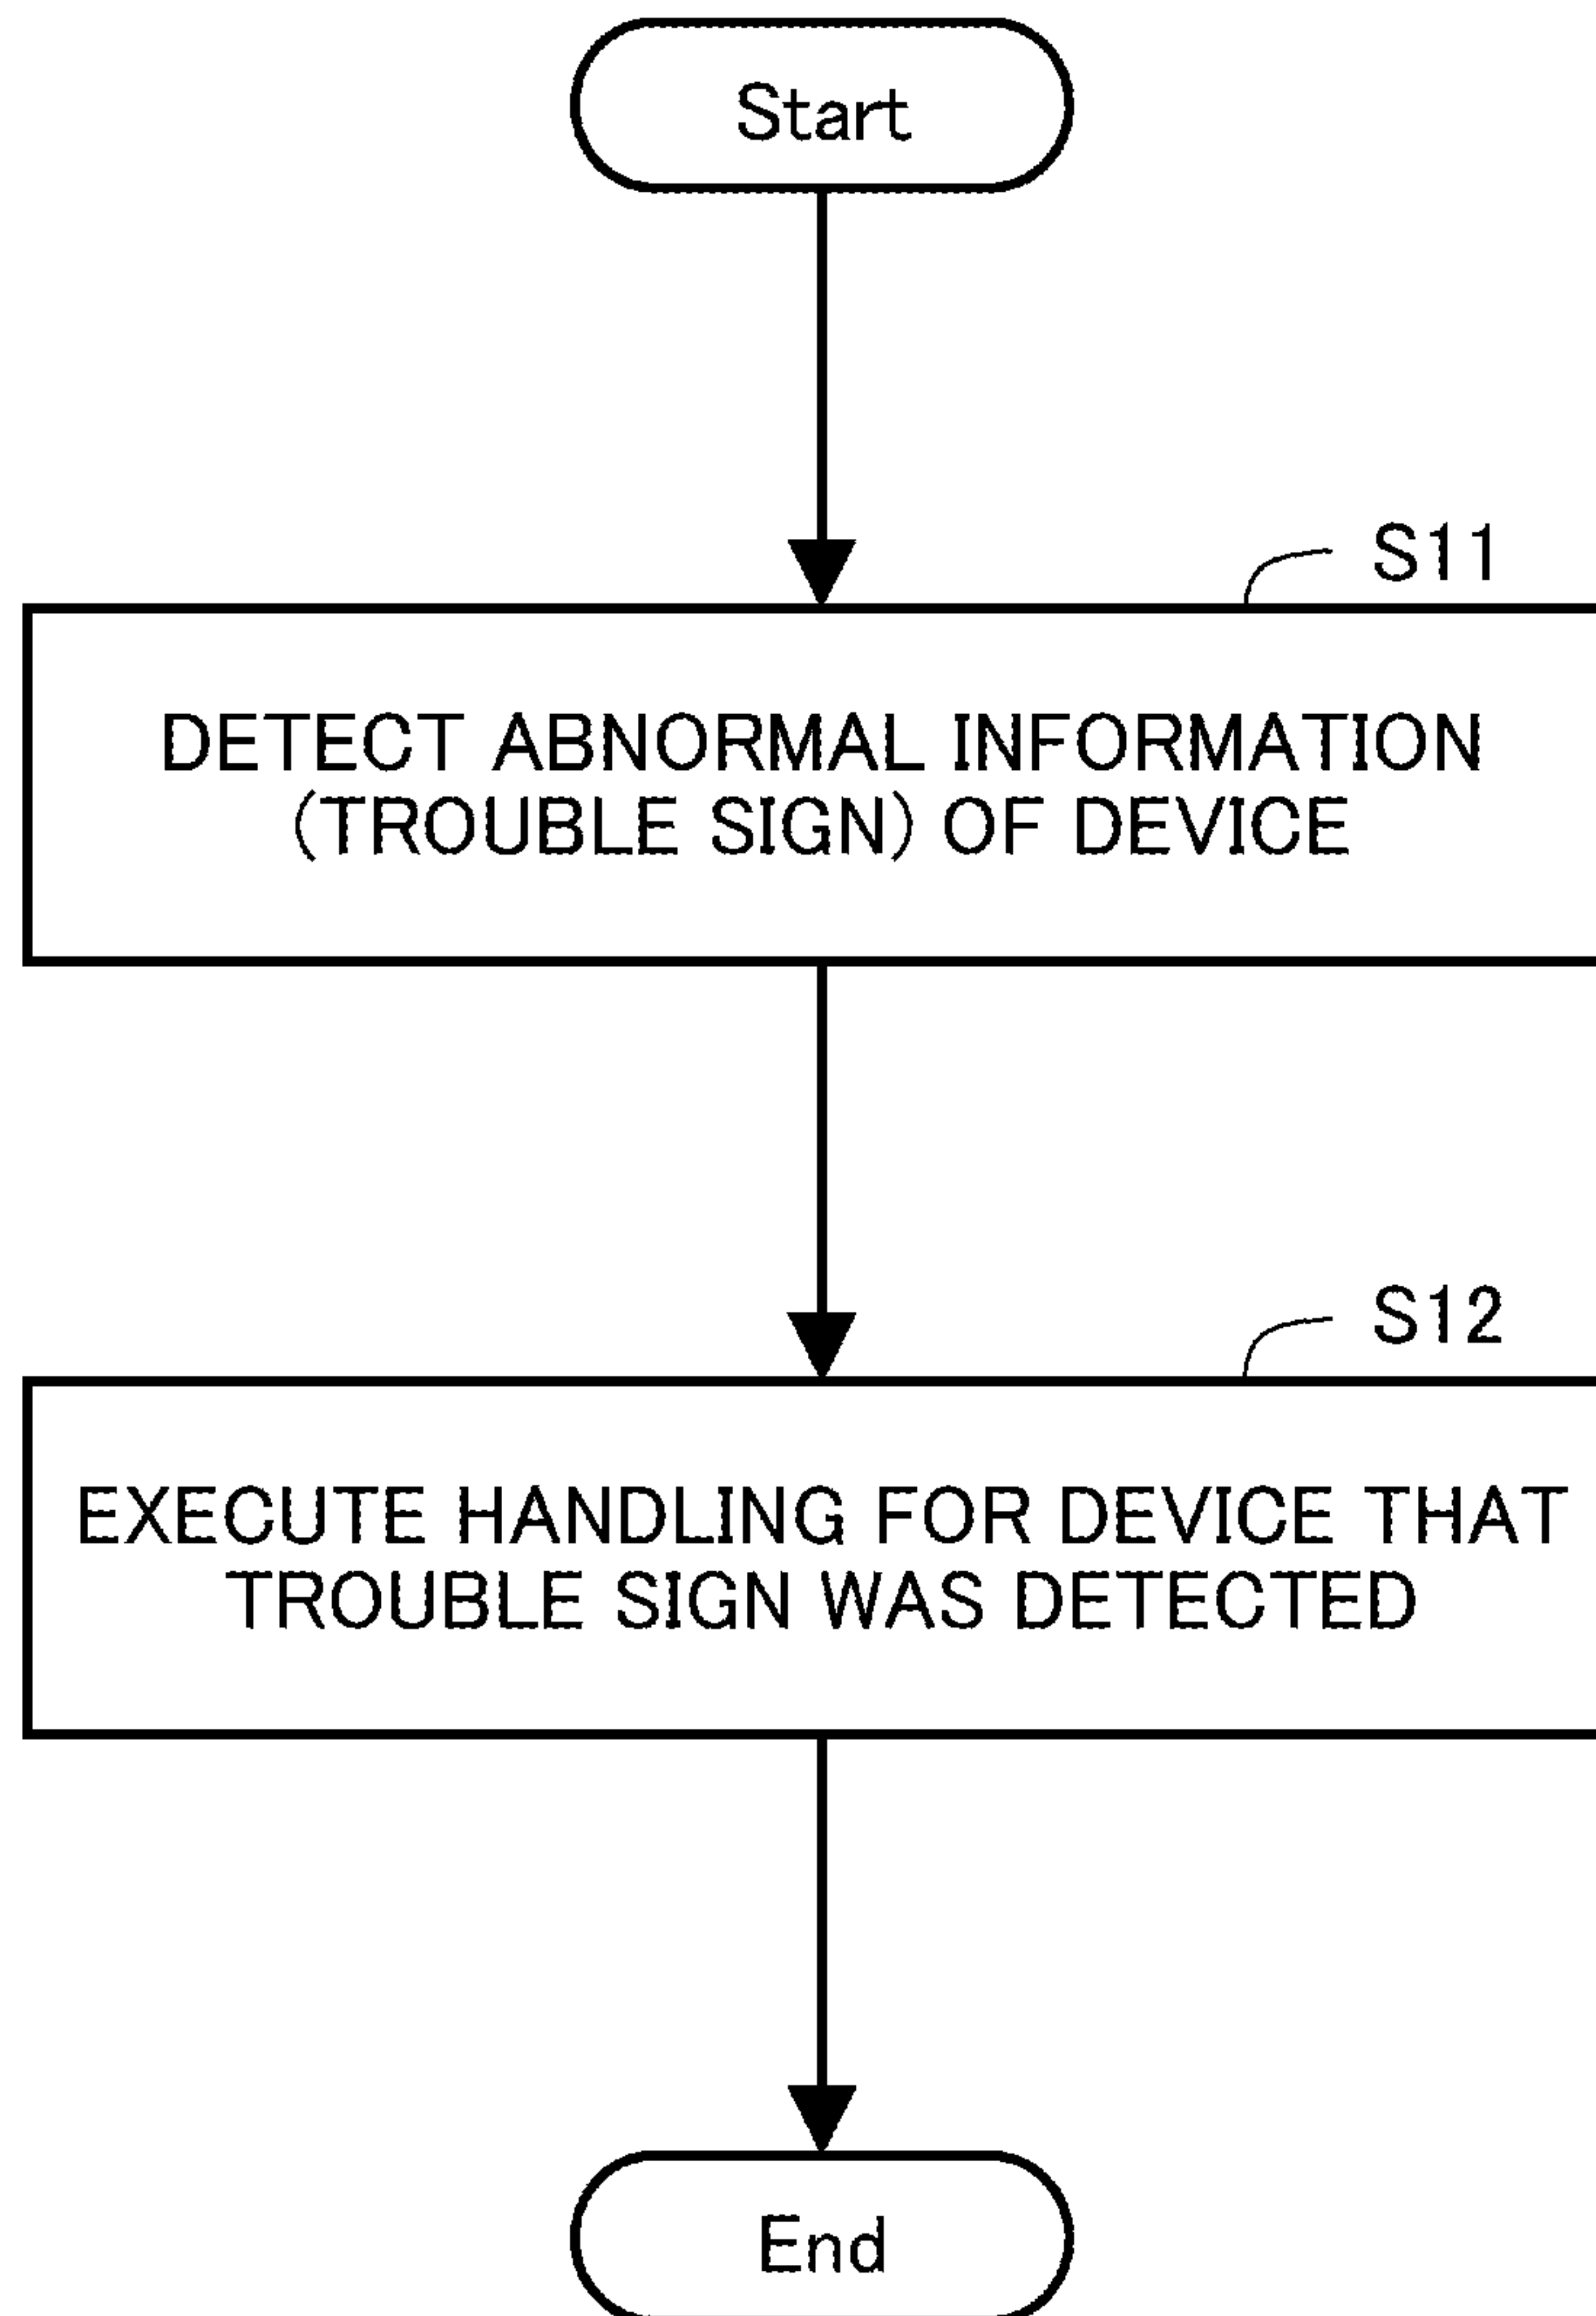 Start
S11
DETECT ABNORMAL INFORMATION
(TROUBLE SIGN) OF DEVICE
S12
EXECUTE HANDLING FOR DEVICE THAT
TROUBLE SIGN WAS DETECTED
End